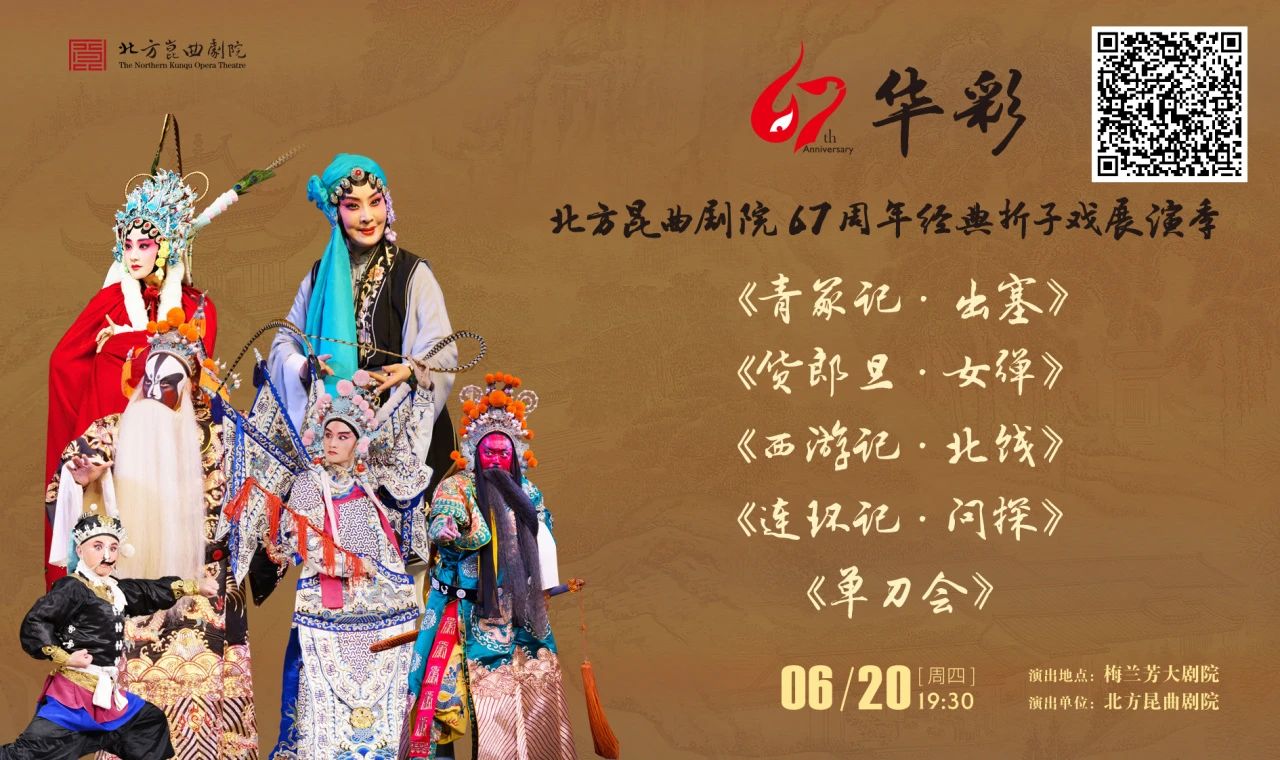 北方崑曲劇院
The Northern Kunqu Opera Theatre
67th
Anniversary
华彩
北方昆曲剧院67周年经典折子戏展演季
《青冢记·出塞》
《货郎旦·女弹》
《西游记·北饯》
《连环记·问探》
《单刀会》
06/20 [周四] 19:30
演出地点：梅兰芳大剧院
演出单位：北方昆曲剧院